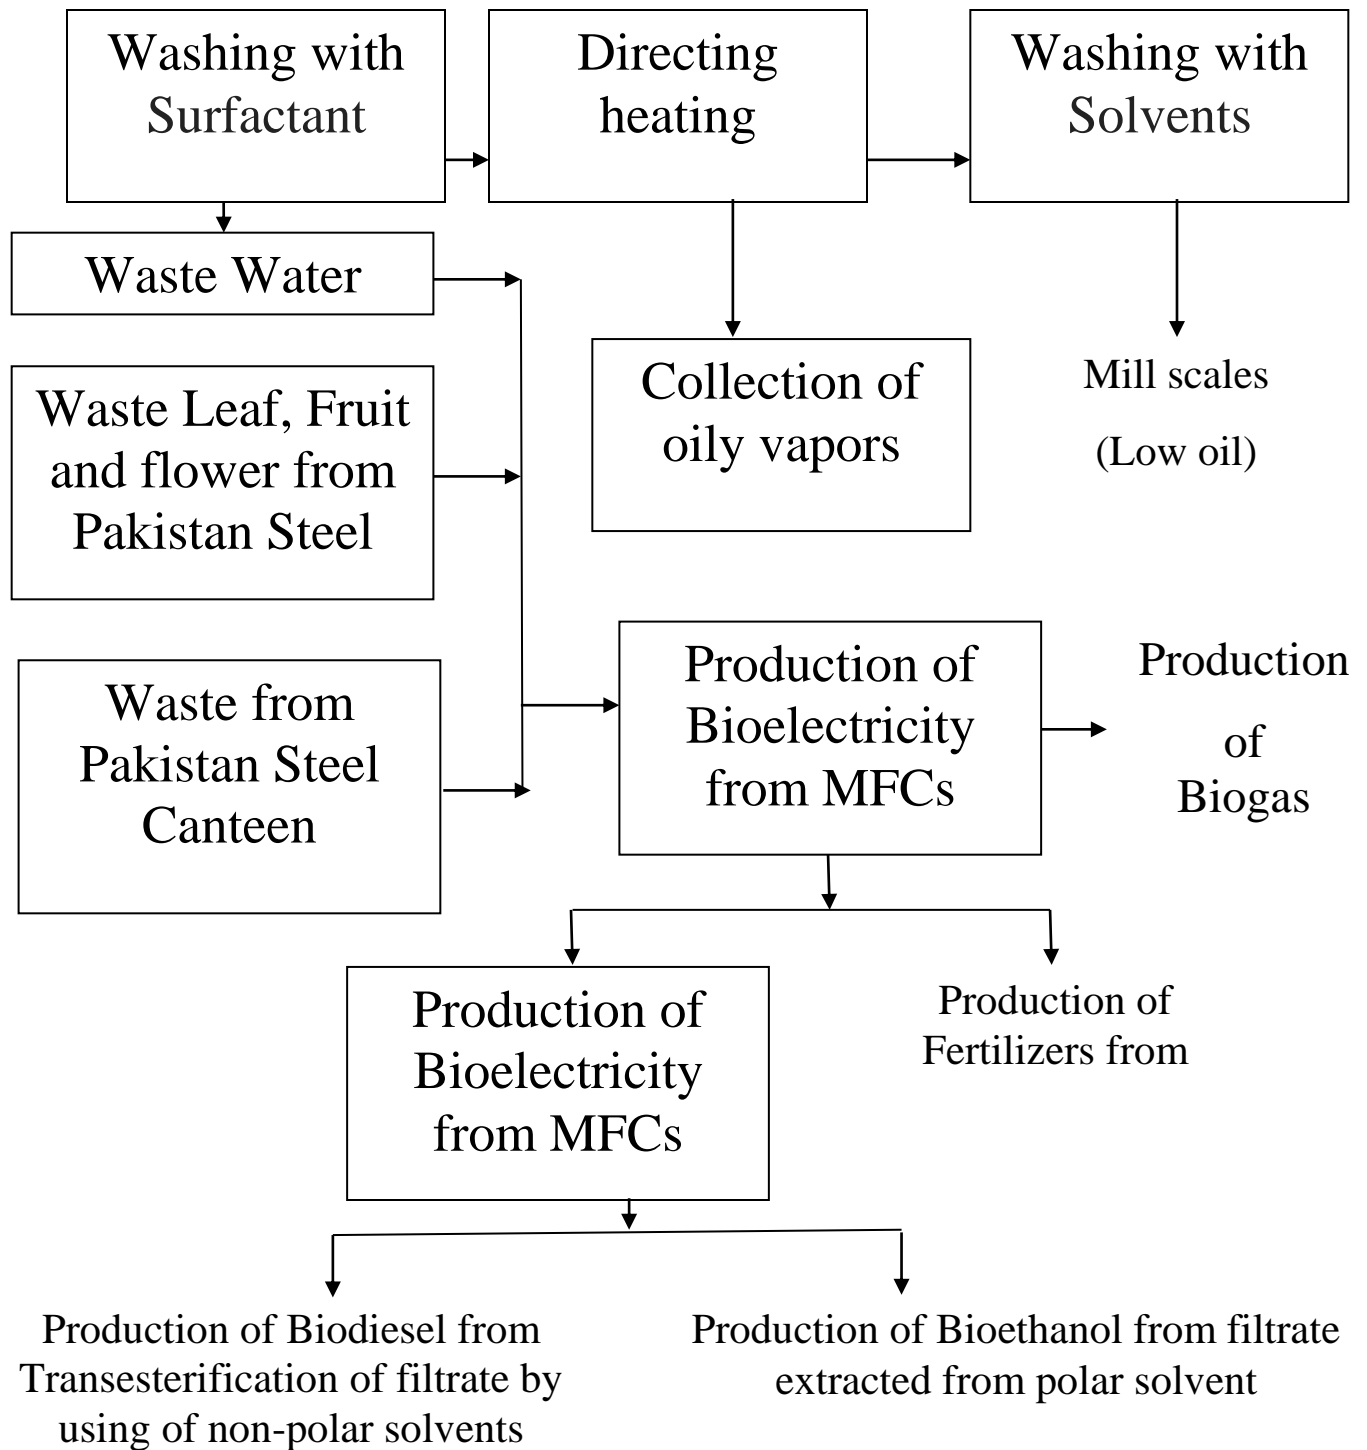 Washing with
Surfactant
Directing
heating
Washing with
Solvents
Waste Water
Waste Leaf, Fruit
and flower from
Pakistan Steel
Collection of
oily vapors
Mill scales
(Low oil)
Waste from
Pakistan Steel
Canteen
Production of
Bioelectricity
from MFCs
Production
of
Biogas
Production of
Bioelectricity
from MFCs
Production of
Fertilizers from
Production of Biodiesel from
Transesterification of filtrate by
using of non-polar solvents
Production of Bioethanol from filtrate
extracted from polar solvent